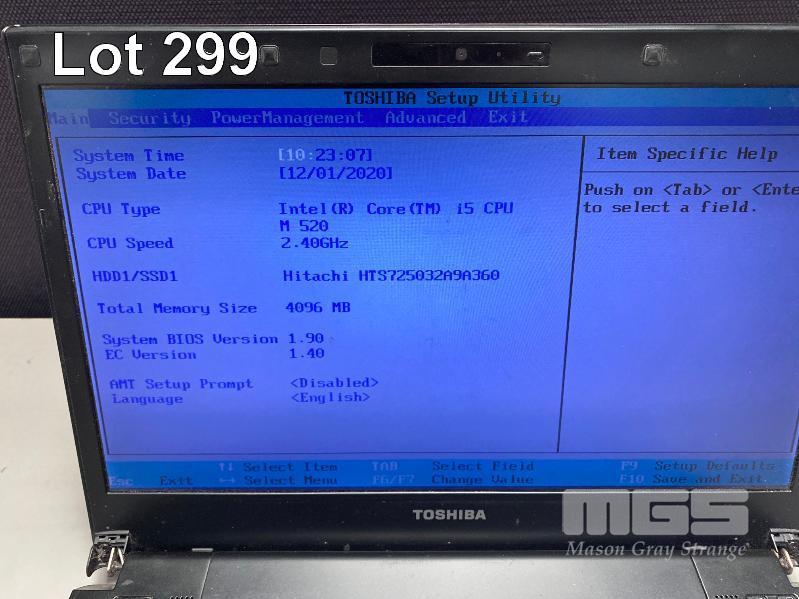 Lot 299
TOSHIBA Setup Utility
Main Security PowerManagement Advanced Exit
System Time [10:23:07]
System Date [12/01/2020]
CPU Type Intel(R) Core(TM) i5 CPU
M 520
CPU Speed 2.40GHz
HDD1/SSD1 Hitachi HTS725032A9A360
Total Memory Size 4096 MB
System BIOS Version 1.90
EC Version 1.40
AMT Setup Prompt <Disabled>
Language <English>
Item Specific Help
Push on <Tab> or <Ente
to select a field.
↑↓ Select Item TAB Select Field F9 Setup Defaults
Esc Exit ←→ Select Menu F6/F7 Change Value F10 Save and Exit
TOSHIBA
MGS
Mason Gray Strange